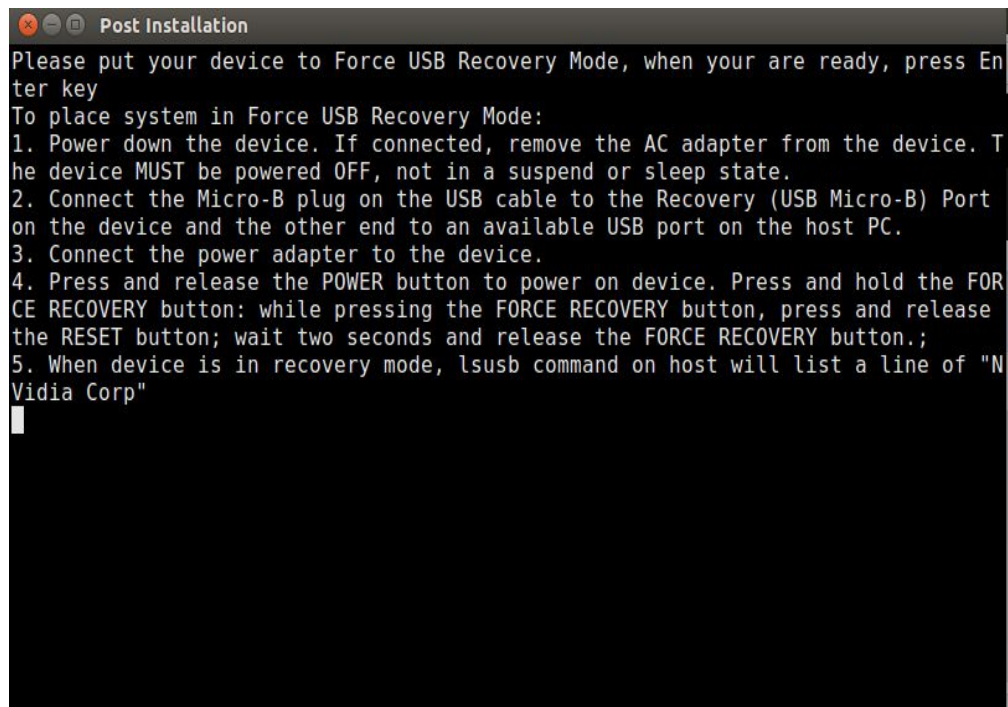 Post Installation
Please put your device to Force USB Recovery Mode, when your are ready, press En
ter key
To place system in Force USB Recovery Mode:
1. Power down the device. If connected, remove the AC adapter from the device. T
he device MUST be powered OFF, not in a suspend or sleep state.
2. Connect the Micro-B plug on the USB cable to the Recovery (USB Micro-B) Port
on the device and the other end to an available USB port on the host PC.
3. Connect the power adapter to the device.
4. Press and release the POWER button to power on device. Press and hold the FOR
CE RECOVERY button: while pressing the FORCE RECOVERY button, press and release
the RESET button; wait two seconds and release the FORCE RECOVERY button.;
5. When device is in recovery mode, lsusb command on host will list a line of "N
Vidia Corp"